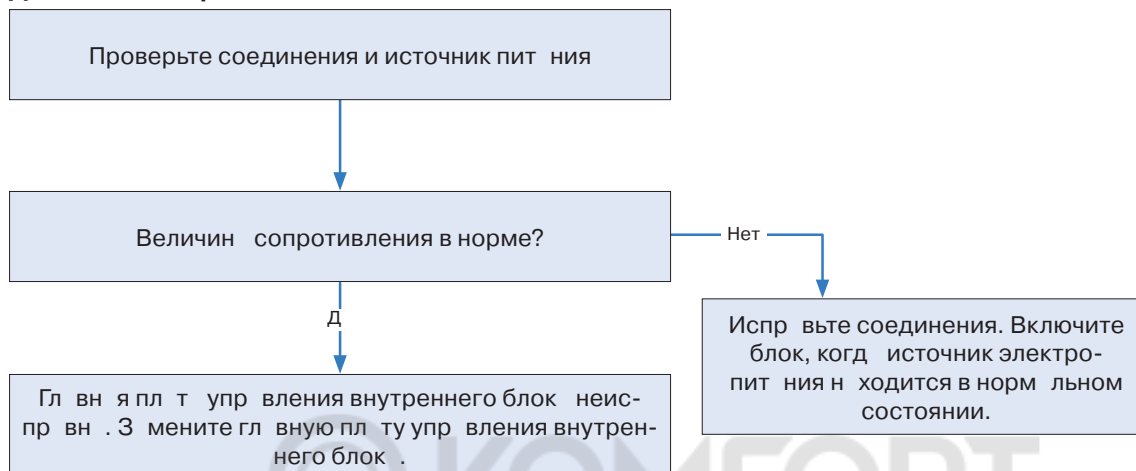 Проверьте соединения и источник пит ния
Величин сопротивления в норме?
Нет
Д
Испр вьте соединения. Включите
блок, когд источник электро-
пит ния н ходится в норм льном
состоянии.
Гл вн я пл т упр вления внутреннего блок неис-
пр вн . З мените гл вную пл ту упр вления внутрен-
него блок .
КОМФОРТ